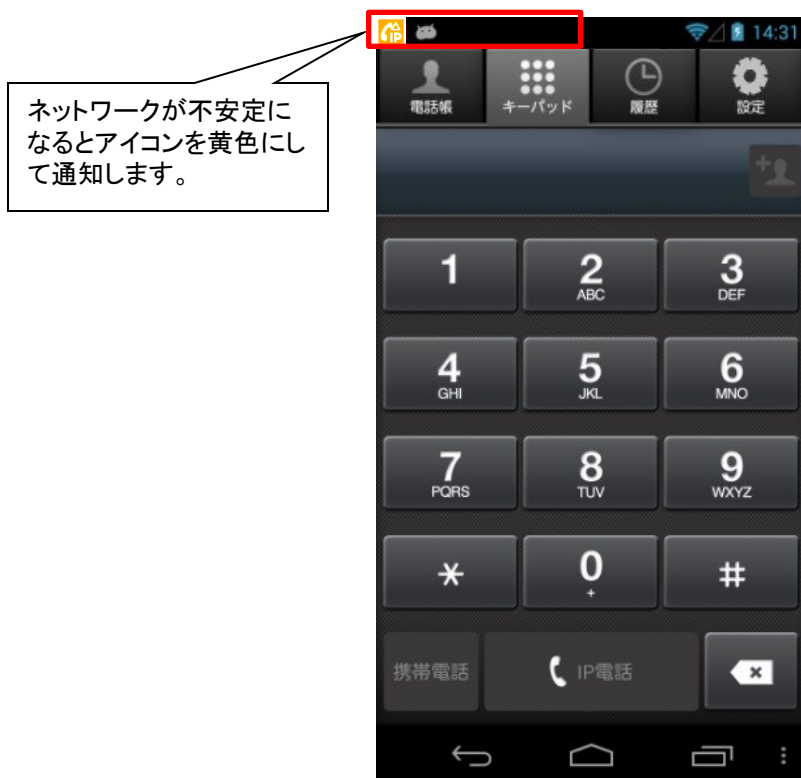 IP
14:31
電話帳 キーパッド 履歴 設定
ネットワークが不安定に
なるとアイコンを黄色にし
て通知します。
1 2 3
ABC DEF
4 5 6
GHI JKL MNO
7 8 9
PQRS TUV WXYZ
* 0 #
+
携帯電話 IP電話